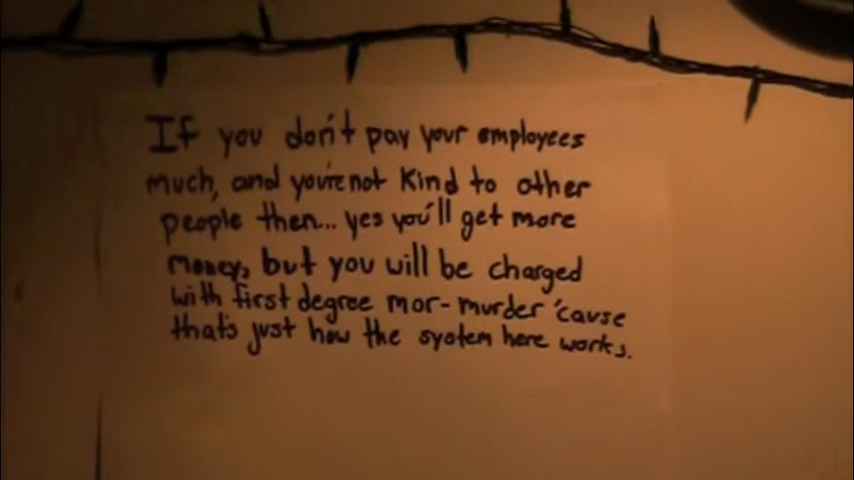 If you don't pay your employees
much, and you're not kind to other
people then... yes you'll get more
money, but you will be charged
with first degree mor-murder 'cause
that's just how the system here works.